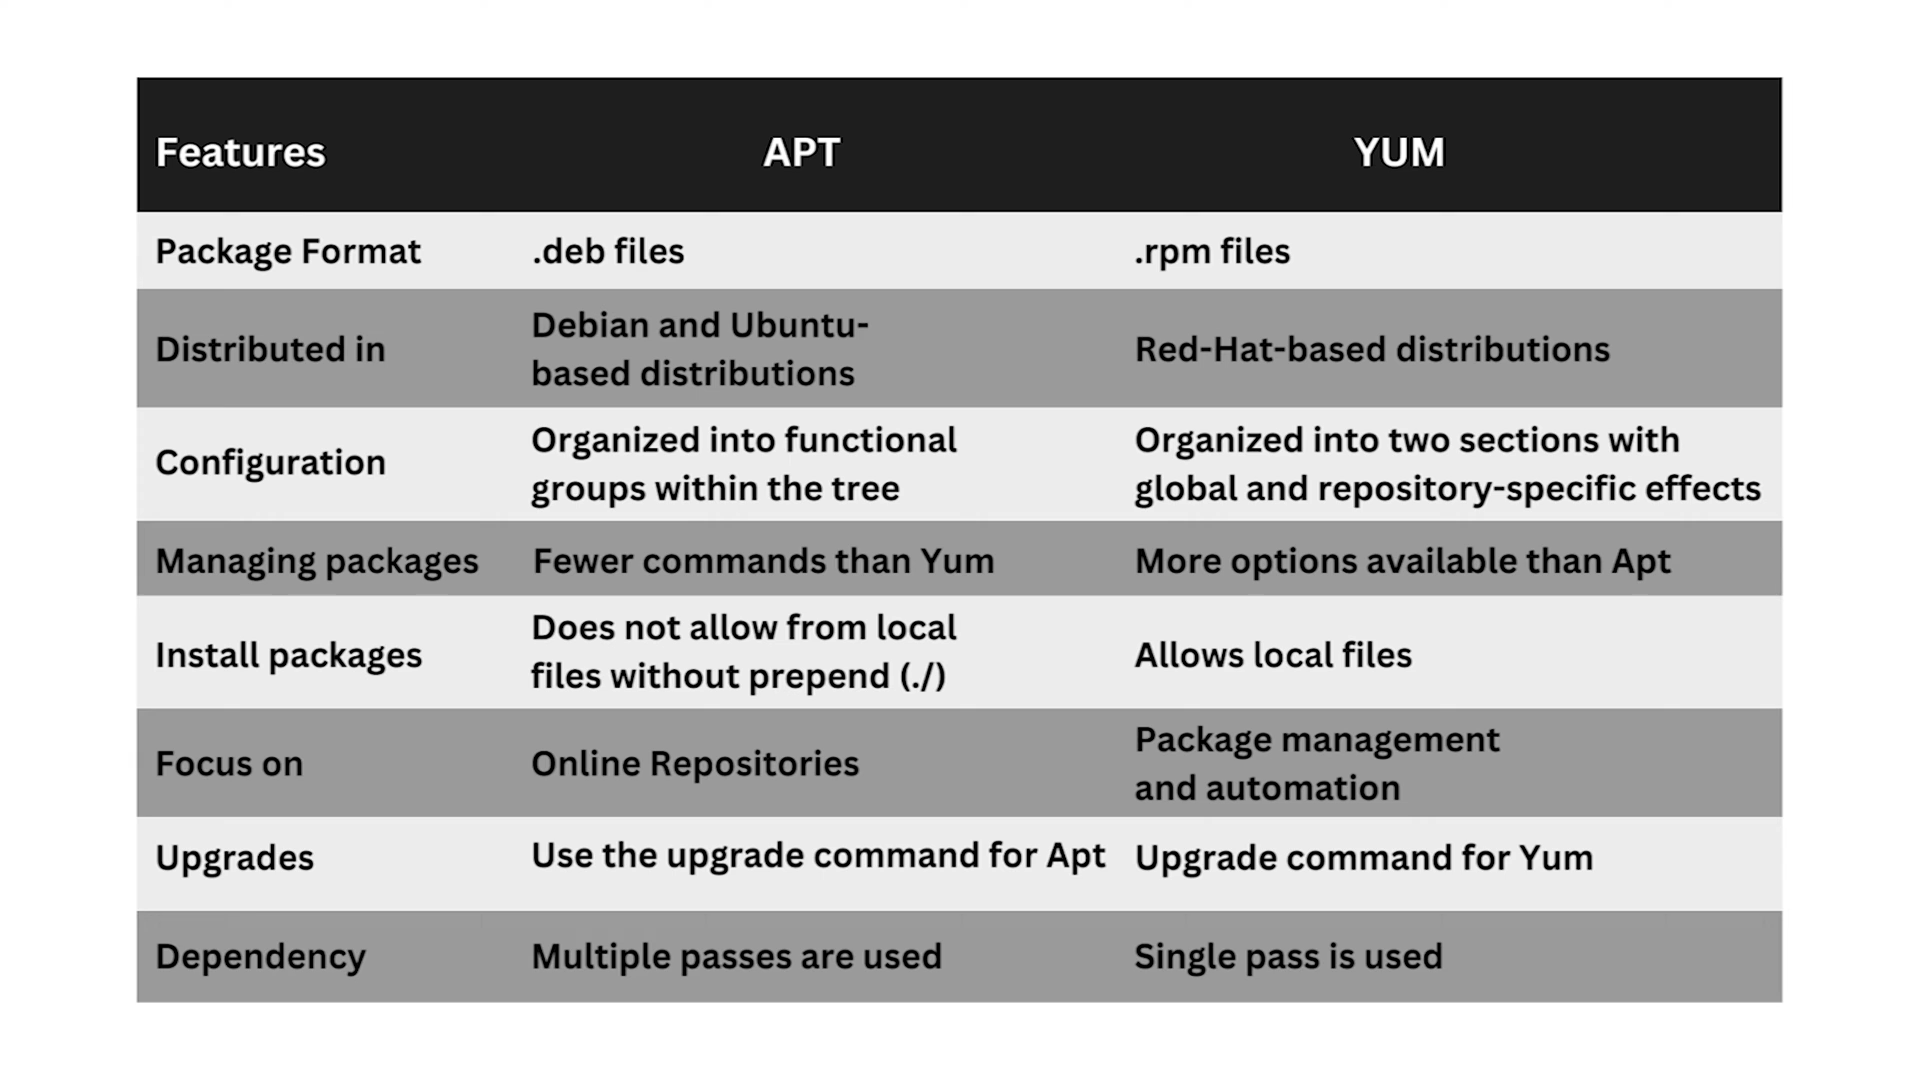 Features APT YUM
Package Format .deb files .rpm files
Distributed in
Debian and Ubuntu-
based distributions
Red-Hat-based distributions
Configuration
Organized into functional
groups within the tree
Organized into two sections with
global and repository-specific effects
Managing packages Fewer commands than Yum More options available than Apt
Install packages
Does not allow from local
files without prepend (./)
Allows local files
Focus on
Online Repositories
Package management
and automation
Upgrades Use the upgrade command for Apt Upgrade command for Yum
Dependency Multiple passes are used Single pass is used